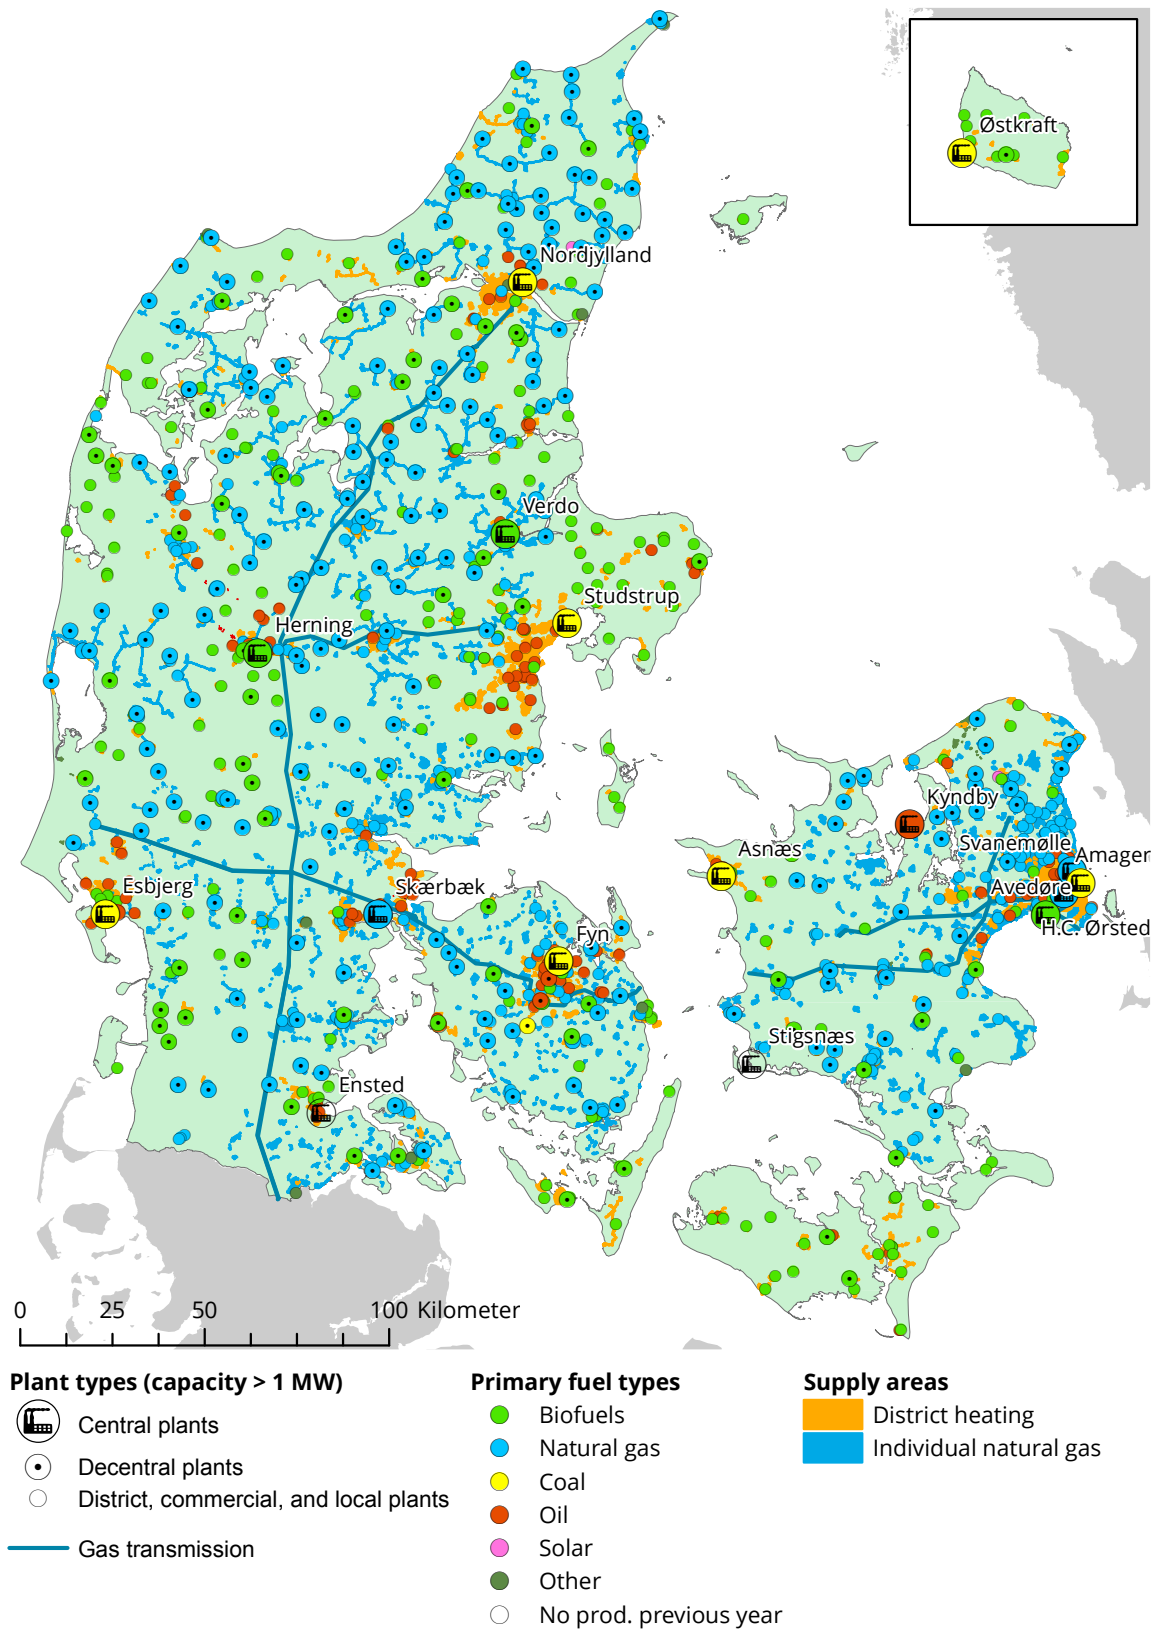 Østkraft
Nordjylland
Verdo
Studstrup
Herning
Kyndby
Svanemølle
Asnæs
Amager
Esbjerg
Skærbæk
Avedøre
H.C. Ørsted
Fyn
Stigsnæs
Ensted
0 25 50 100 Kilometer
Plant types (capacity > 1 MW)
Central plants
Decentral plants
District, commercial, and local plants
Gas transmission
Primary fuel types
Biofuels
Natural gas
Coal
Oil
Solar
Other
No prod. previous year
Supply areas
District heating
Individual natural gas